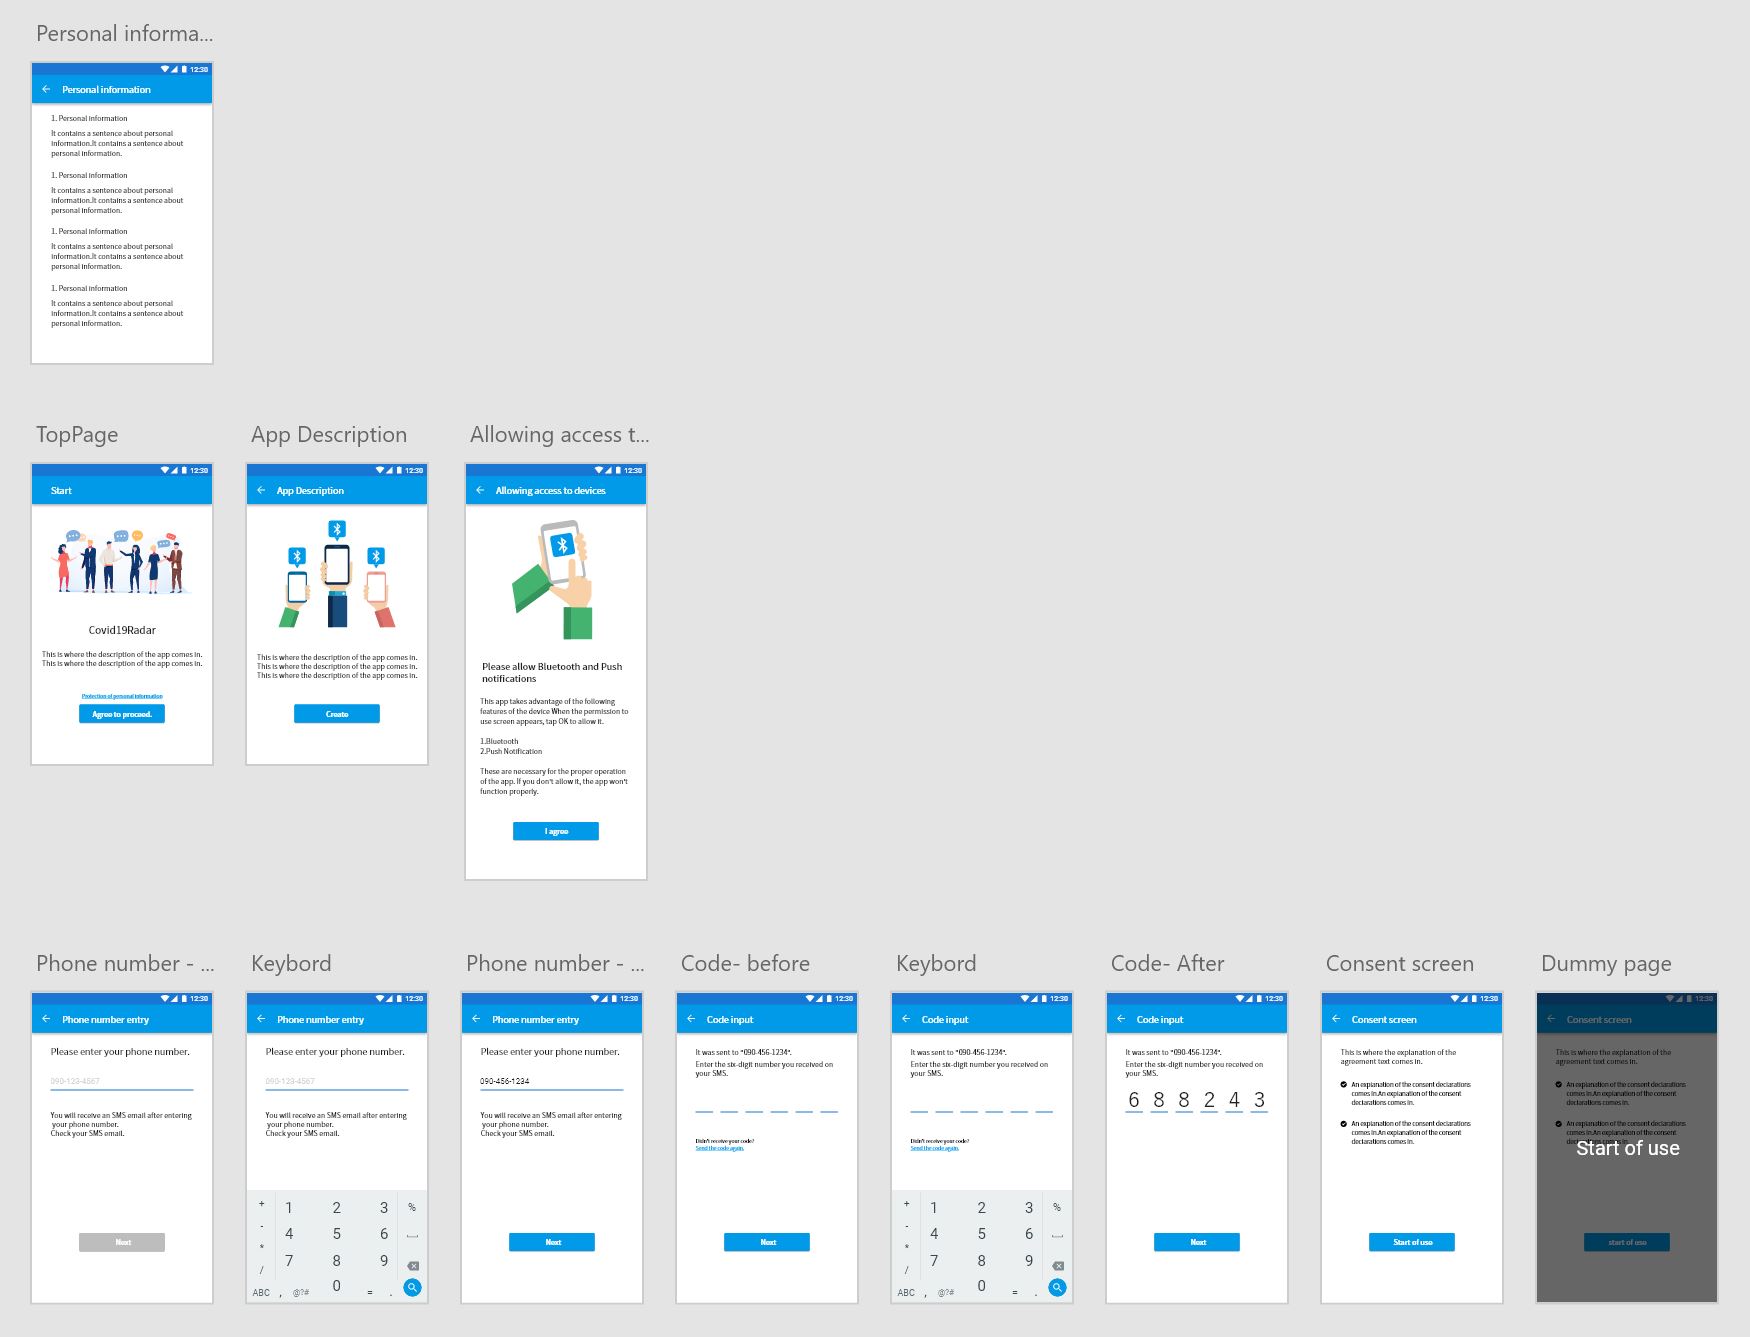 Personal informa...
12:30
Personal information
1. Personal information
It contains a sentence about personal
information.It contains a sentence about
personal information.
1. Personal information
It contains a sentence about personal
information.It contains a sentence about
personal information.
1. Personal information
It contains a sentence about personal
information.It contains a sentence about
personal information.
1. Personal information
It contains a sentence about personal
information.It contains a sentence about
personal information.
TopPage
12:30
Start
Covid19Radar
This is where the description of the app comes in.
This is where the description of the app comes in.
Protection of personal information
Agree to proceed.
App Description
12:30
App Description
This is where the description of the app comes in.
This is where the description of the app comes in.
This is where the description of the app comes in.
Create
Allowing access t...
12:30
Allowing access to devices
Please allow Bluetooth and Push
notifications
This app takes advantage of the following
features of the device When the permission to
use screen appears, tap OK to allow it.
1.Bluetooth
2.Push Notification
These are necessary for the proper operation
of the app. If you don't allow it, the app won't
function properly.
I agree
Phone number - ...
12:30
Phone number entry
Please enter your phone number.
090-123-4567
You will receive an SMS email after entering
your phone number.
Check your SMS email.
Next
Keybord
12:30
Phone number entry
Please enter your phone number.
090-123-4567
You will receive an SMS email after entering
your phone number.
Check your SMS email.
+ 1 2 3 %
- 4 5 6
* 7 8 9
/ 0
ABC , @?# = .
Phone number - ...
12:30
Phone number entry
Please enter your phone number.
090-456-1234
You will receive an SMS email after entering
your phone number.
Check your SMS email.
Next
Code- before
12:30
Code input
It was sent to "090-456-1234".
Enter the six-digit number you received on
your SMS.
Didn't receive your code?
Send the code again.
Next
Keybord
12:30
Code input
It was sent to "090-456-1234".
Enter the six-digit number you received on
your SMS.
Didn't receive your code?
Send the code again.
+ 1 2 3 %
- 4 5 6
* 7 8 9
/ 0
ABC , @?# = .
Code- After
12:30
Code input
It was sent to "090-456-1234".
Enter the six-digit number you received on
your SMS.
6 8 8 2 4 3
Next
Consent screen
12:30
Consent screen
This is where the explanation of the
agreement text comes in.
An explanation of the consent declarations
comes in.An explanation of the consent
declarations comes in.
An explanation of the consent declarations
comes in.An explanation of the consent
declarations comes in.
Start of use
Dummy page
12:30
Consent screen
This is where the explanation of the
agreement text comes in.
An explanation of the consent declarations
comes in.An explanation of the consent
declarations comes in.
An explanation of the consent declarations
comes in.An explanation of the consent
declarations comes in.
Start of use
start of use